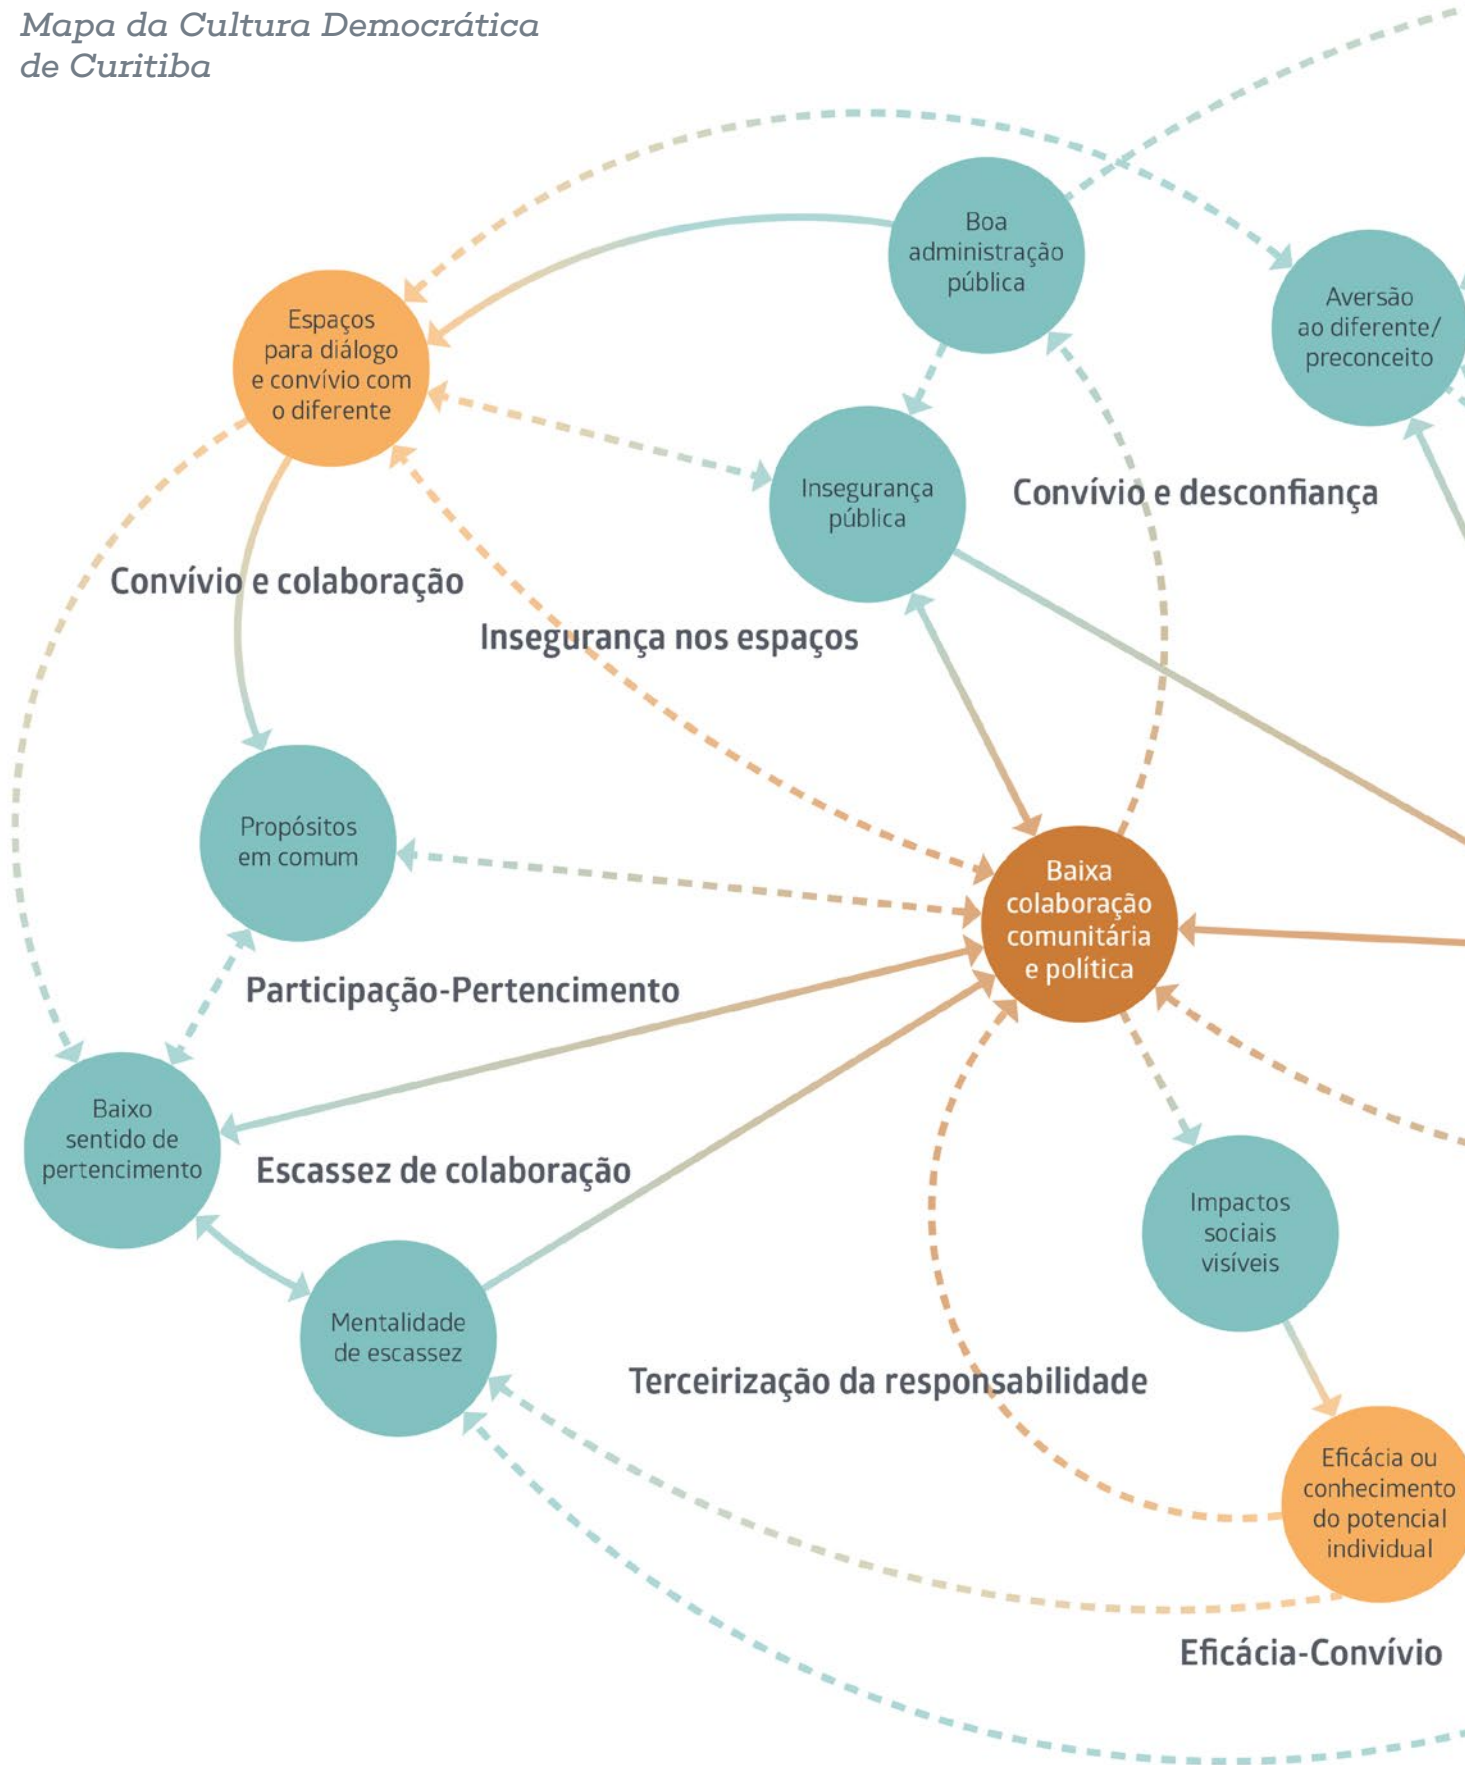 Mapa da Cultura Democrática
de Curitiba
Boa
administração
pública
Aversão
ao diferente/
preconceito
Espaços
para diálogo
e convívio com
o diferente
Insegurança
pública
Convívio e desconfiança
Convívio e colaboração
Insegurança nos espaços
Propósitos
em comum
Baixa
colaboração
comunitária
e política
Participação-Pertencimento
Baixo
sentido de
pertencimento
Escassez de colaboração
Impactos
sociais
visíveis
Mentalidade
de escassez
Terceirização da responsabilidade
Eficácia ou
conhecimento
do potencial
individual
Eficácia-Convívio